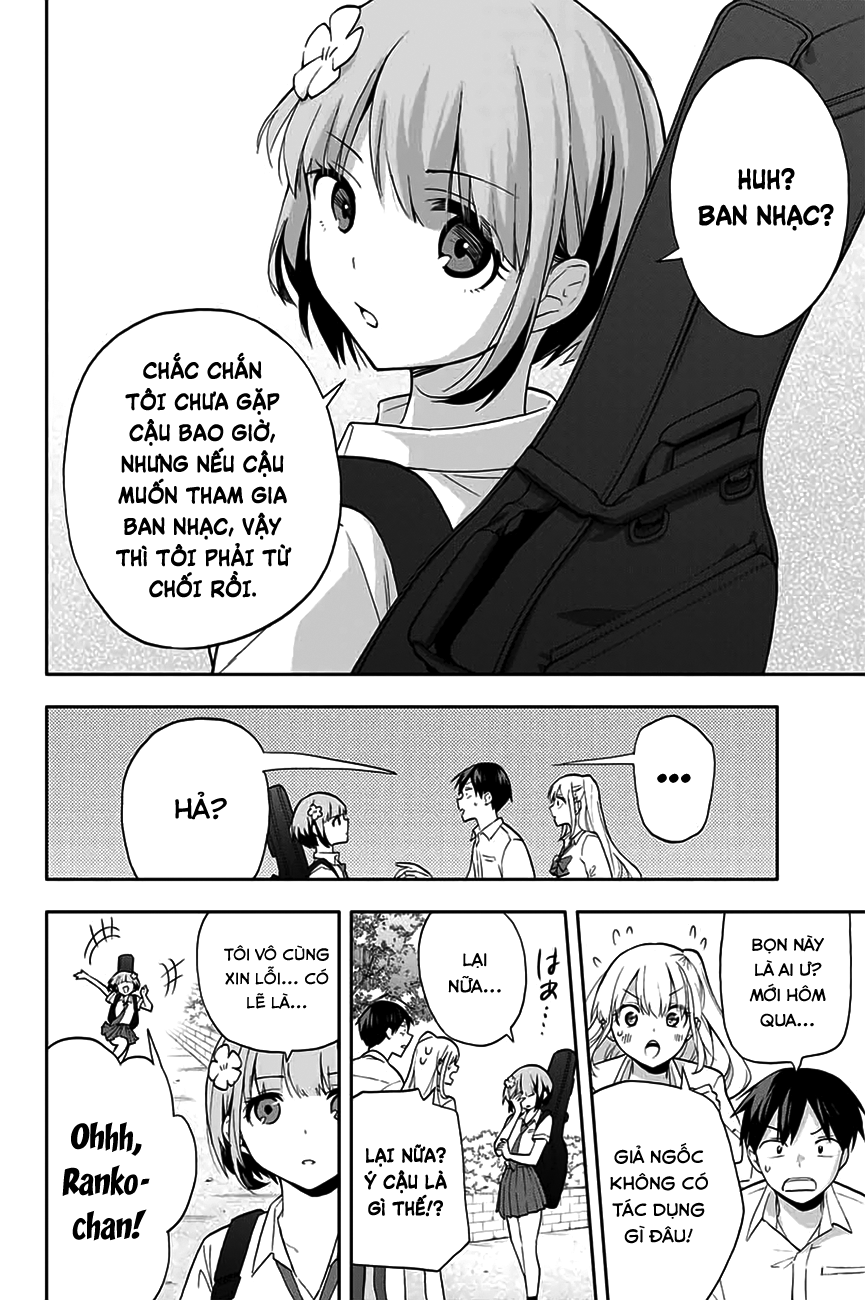 HUH?
BAN NHẠC?
CHẮC CHẮN
TÔI CHƯA GẶP
CẬU BAO GIỜ,
NHƯNG NẾU CẬU
MUỐN THAM GIA
BAN NHẠC, VẬY
THÌ TÔI PHẢI TỪ
CHỐI RỒI.
...
HẢ?
BỌN NÀY
LÀ AI Ư?
MỚI HÔM
QUA...
GIẢ NGỐC
KHÔNG CÓ
TÁC DỤNG
GÌ ĐÂU!
はぁ…
LẠI
NỮA...
LẠI NỮA?
Ý CẬU LÀ
GÌ THẾ!?
TÔI VÔ CÙNG
XIN LỖI... CÓ
LẼ LÀ...
Ohhh,
Ranko-
chan!